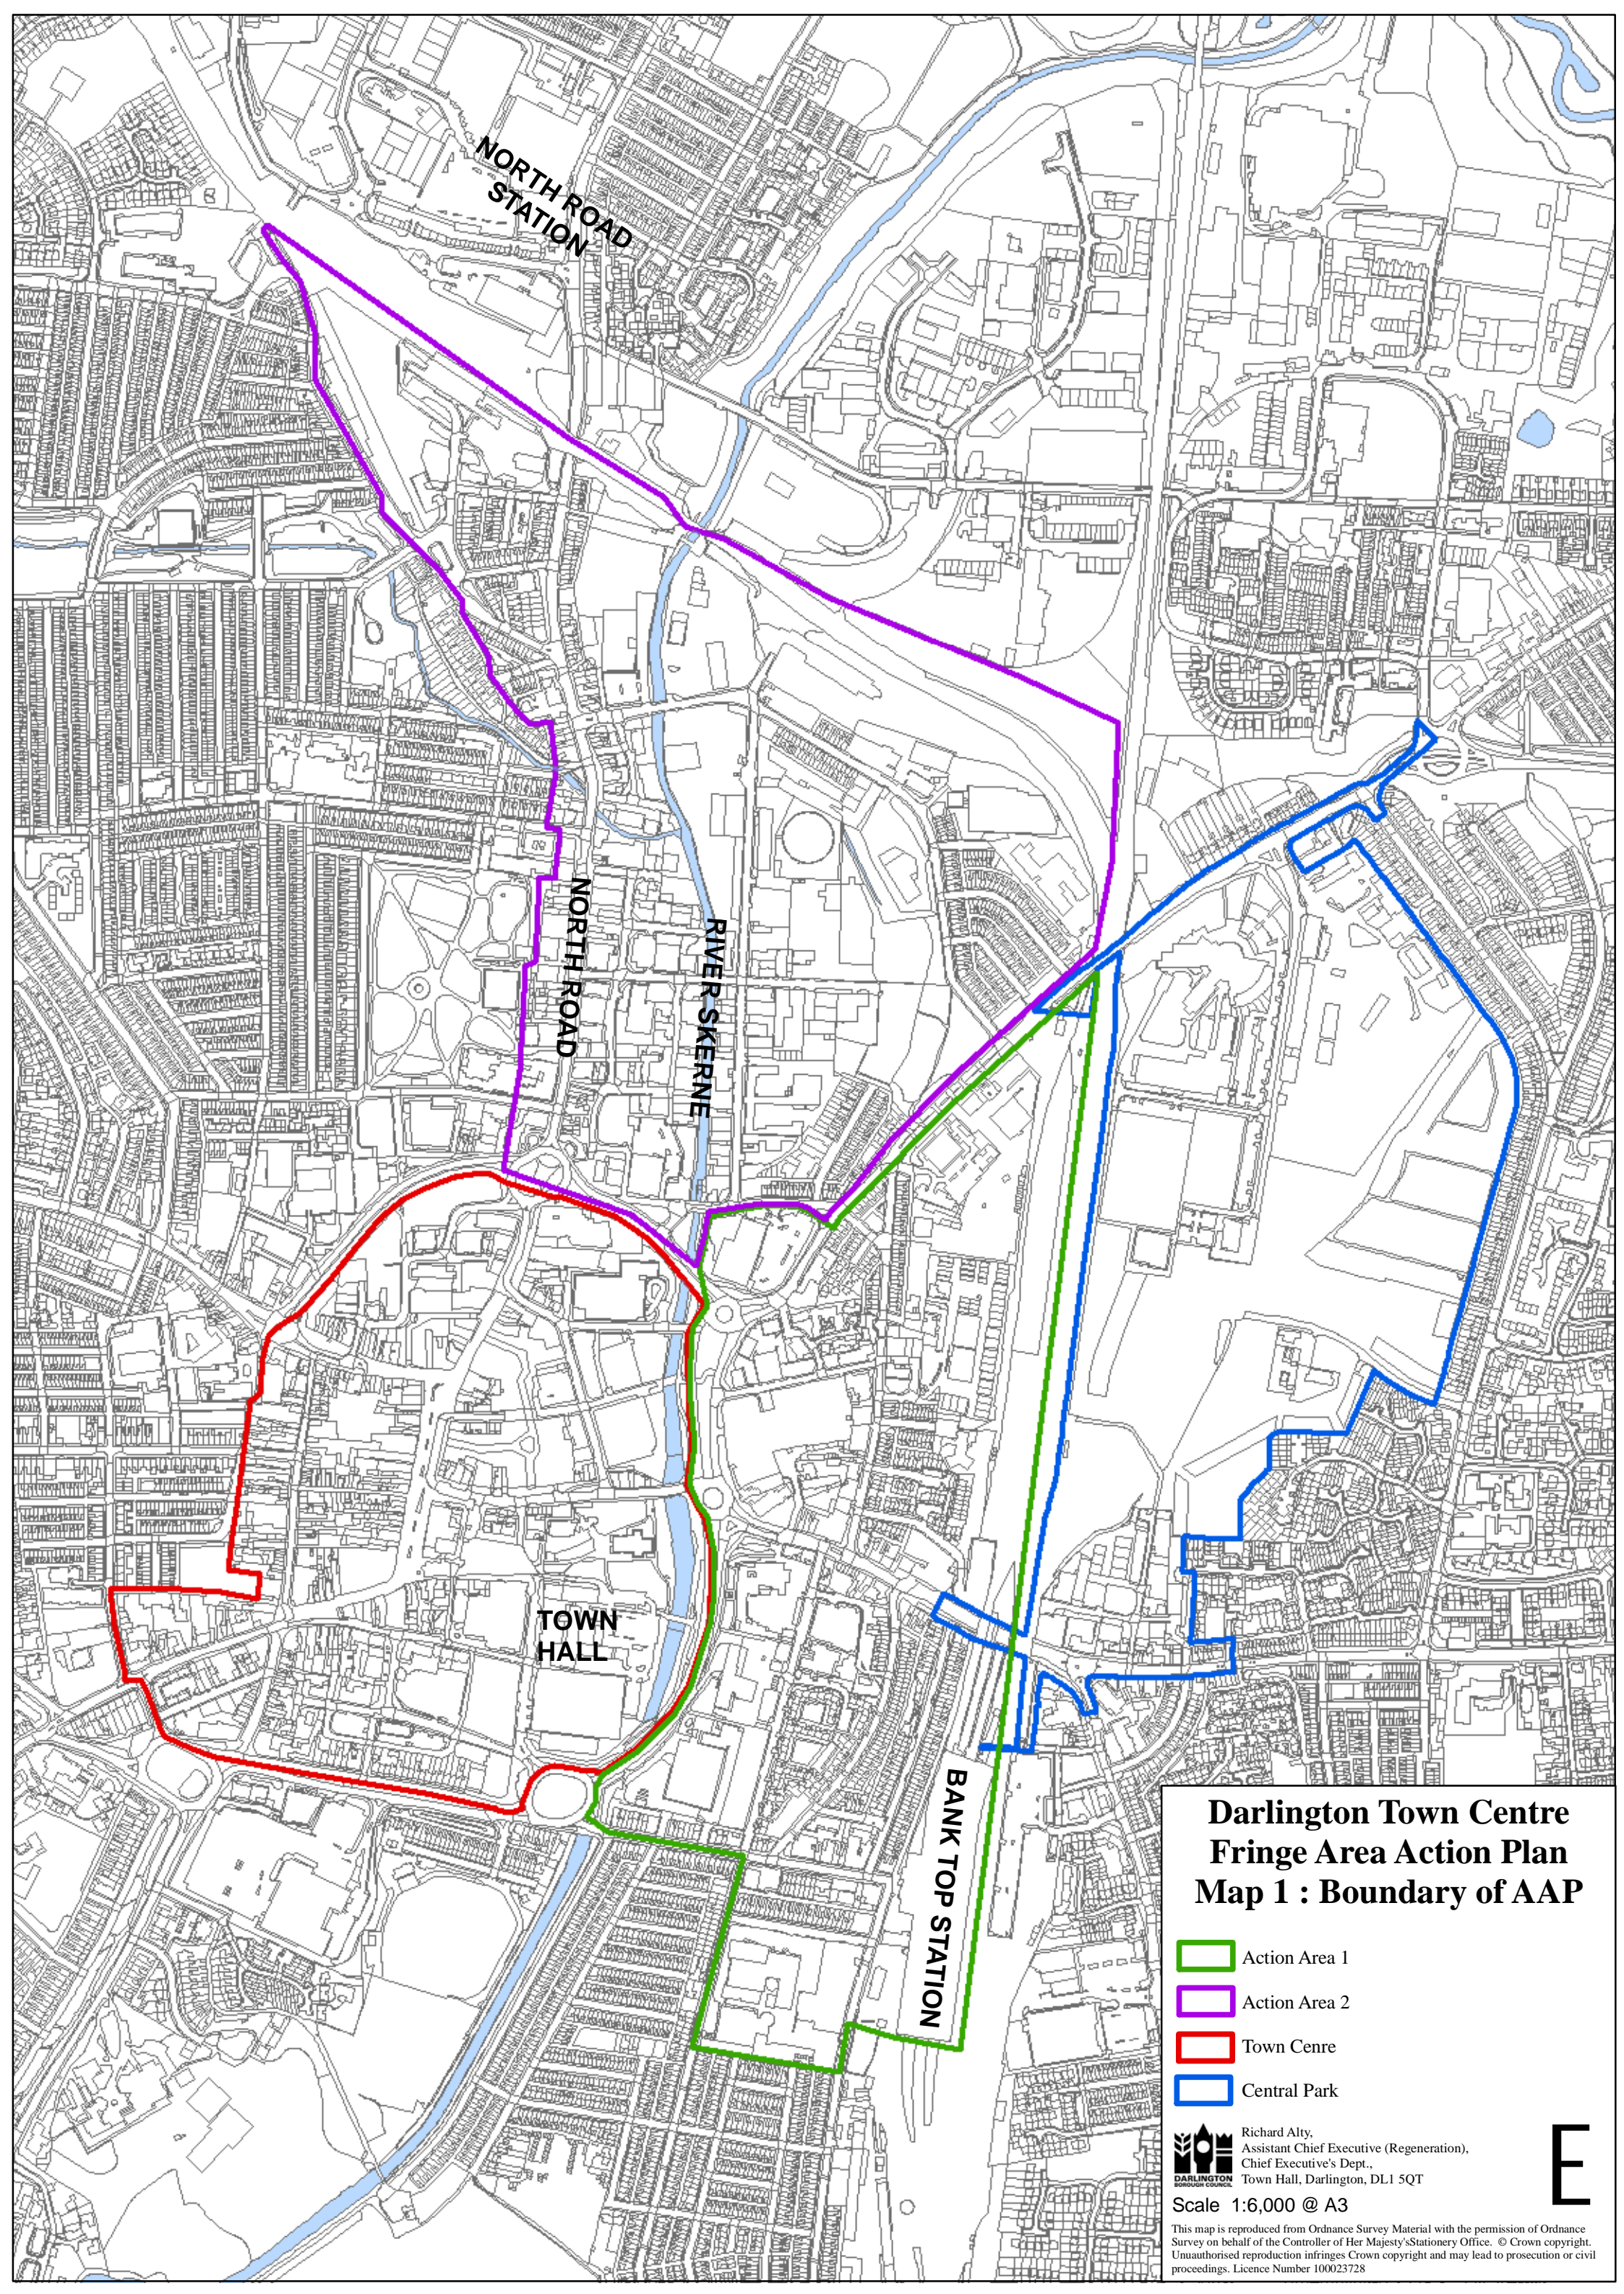 NORTH ROAD
STATION
NORTH ROAD
RIVER SKERNE
TOWN
HALL
BANK TOP STATION
Darlington Town Centre
Fringe Area Action Plan
Map 1 : Boundary of AAP
Action Area 1
Action Area 2
Town Cenre
Central Park
DARLINGTON
BOROUGH COUNCIL
Richard Alty,
Assistant Chief Executive (Regeneration),
Chief Executive's Dept.,
Town Hall, Darlington, DL1 5QT
E
Scale 1:6,000 @ A3
This map is reproduced from Ordnance Survey Material with the permission of Ordnance
Survey on behalf of the Controller of Her Majesty'sStationery Office. © Crown copyright.
Unuauthorised reproduction infringes Crown copyright and may lead to prosecution or civil
proceedings. Licence Number 100023728